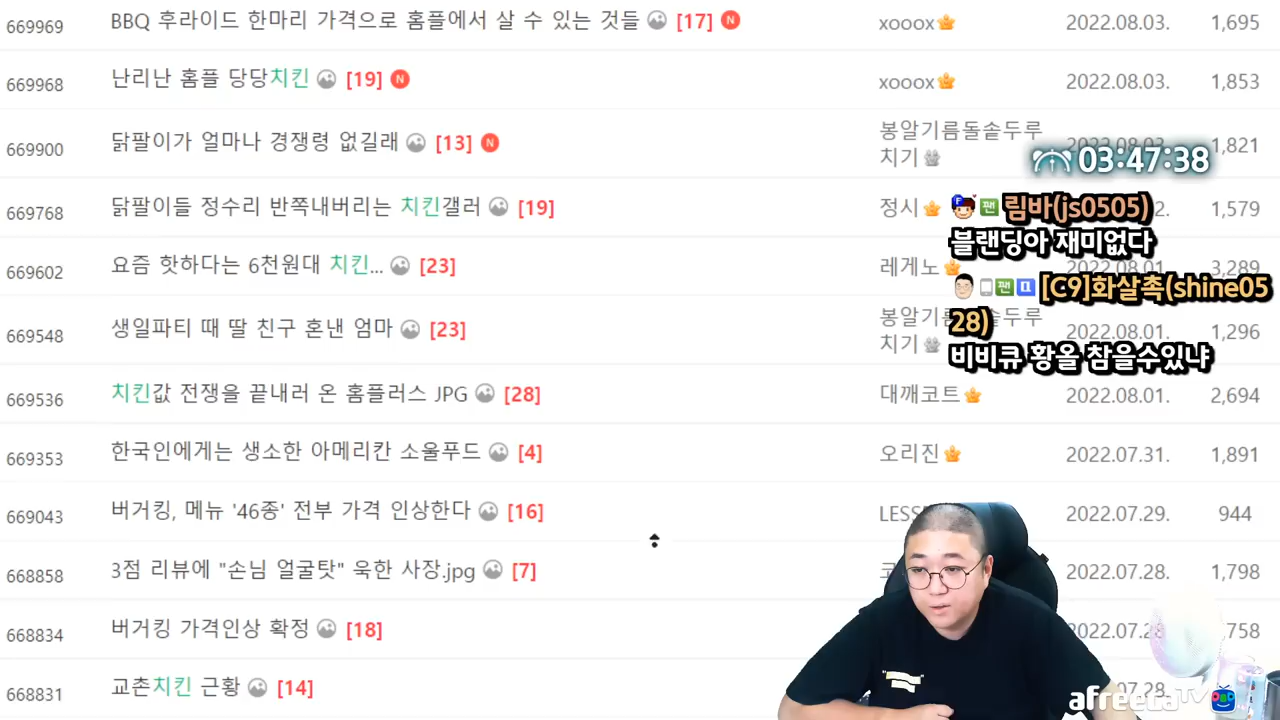 669969 BBQ 후라이드 한마리 가격으로 홈플에서 살 수 있는 것들 [17] N xooox 2022.08.03. 1,695
669968 난리난 홈플 당당치킨 [19] N xooox 2022.08.03. 1,853
669900 닭팔이가 얼마나 경쟁령 없길래 [13] N 봉알기름돌솥두루치기 1,821
03:47:38
669768 닭팔이들 정수리 반쪽내버리는 치킨갤러 [19] 정시 1,579
림바(js0505)
블랜딩아 재미없다
669602 요즘 핫하다는 6천원대 치킨... [23] 레게노 2022.08.01. 3,289
[C9]화살촉(shine0528)
비비큐 황올 참을수있냐
669548 생일파티 때 딸 친구 혼낸 엄마 [23] 2022.08.01. 1,296
669536 치킨값 전쟁을 끝내러 온 홈플러스 JPG [28] 대깨코트 2022.08.01. 2,694
669353 한국인에게는 생소한 아메리칸 소울푸드 [4] 오리진 2022.07.31. 1,891
669043 버거킹, 메뉴 '46종' 전부 가격 인상한다 [16] 2022.07.29. 944
668858 3점 리뷰에 "손님 얼굴탓" 욱한 사장.jpg [7] 2022.07.28. 1,798
668834 버거킹 가격인상 확정 [18] 758
668831 교촌치킨 근황 [14]
afreecaTV